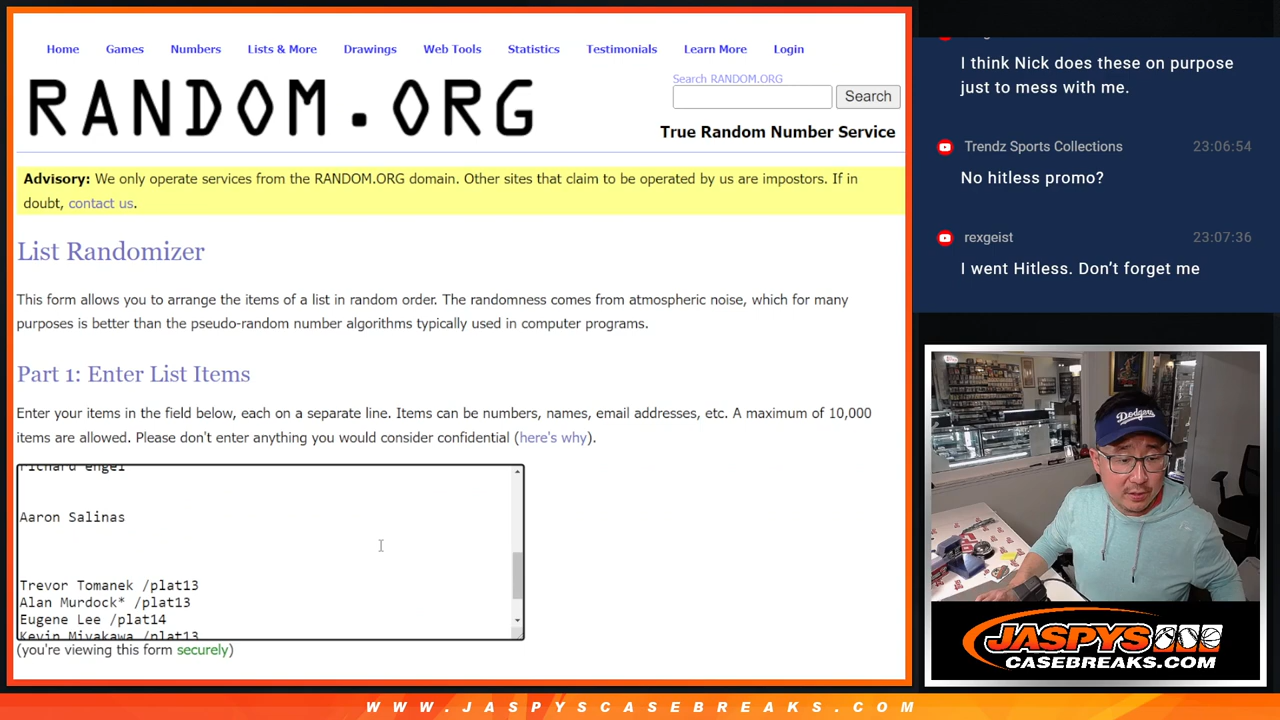 Home Games Numbers Lists & More Drawings Web Tools Statistics Testimonials Learn More Login
RANDOM.ORG
Search RANDOM.ORG
Search
True Random Number Service
Advisory: We only operate services from the RANDOM.ORG domain. Other sites that claim to be operated by us are impostors. If in
doubt, contact us.
List Randomizer
This form allows you to arrange the items of a list in random order. The randomness comes from atmospheric noise, which for many
purposes is better than the pseudo-random number algorithms typically used in computer programs.
Part 1: Enter List Items
Enter your items in the field below, each on a separate line. Items can be numbers, names, email addresses, etc. A maximum of 10,000
items are allowed. Please don't enter anything you would consider confidential (here's why).
richard engel
Aaron Salinas
Trevor Tomanek /plat13
Alan Murdock* /plat13
Eugene Lee /plat14
Kevin Miyakawa /plat13
(you're viewing this form securely)
I think Nick does these on purpose
just to mess with me.
Trendz Sports Collections 23:06:54
No hitless promo?
rexgeist 23:07:36
I went Hitless. Don’t forget me
Dodgers
JASPYS
CASEBREAKS.COM
WWW.JASPYSCASEBREAKS.COM